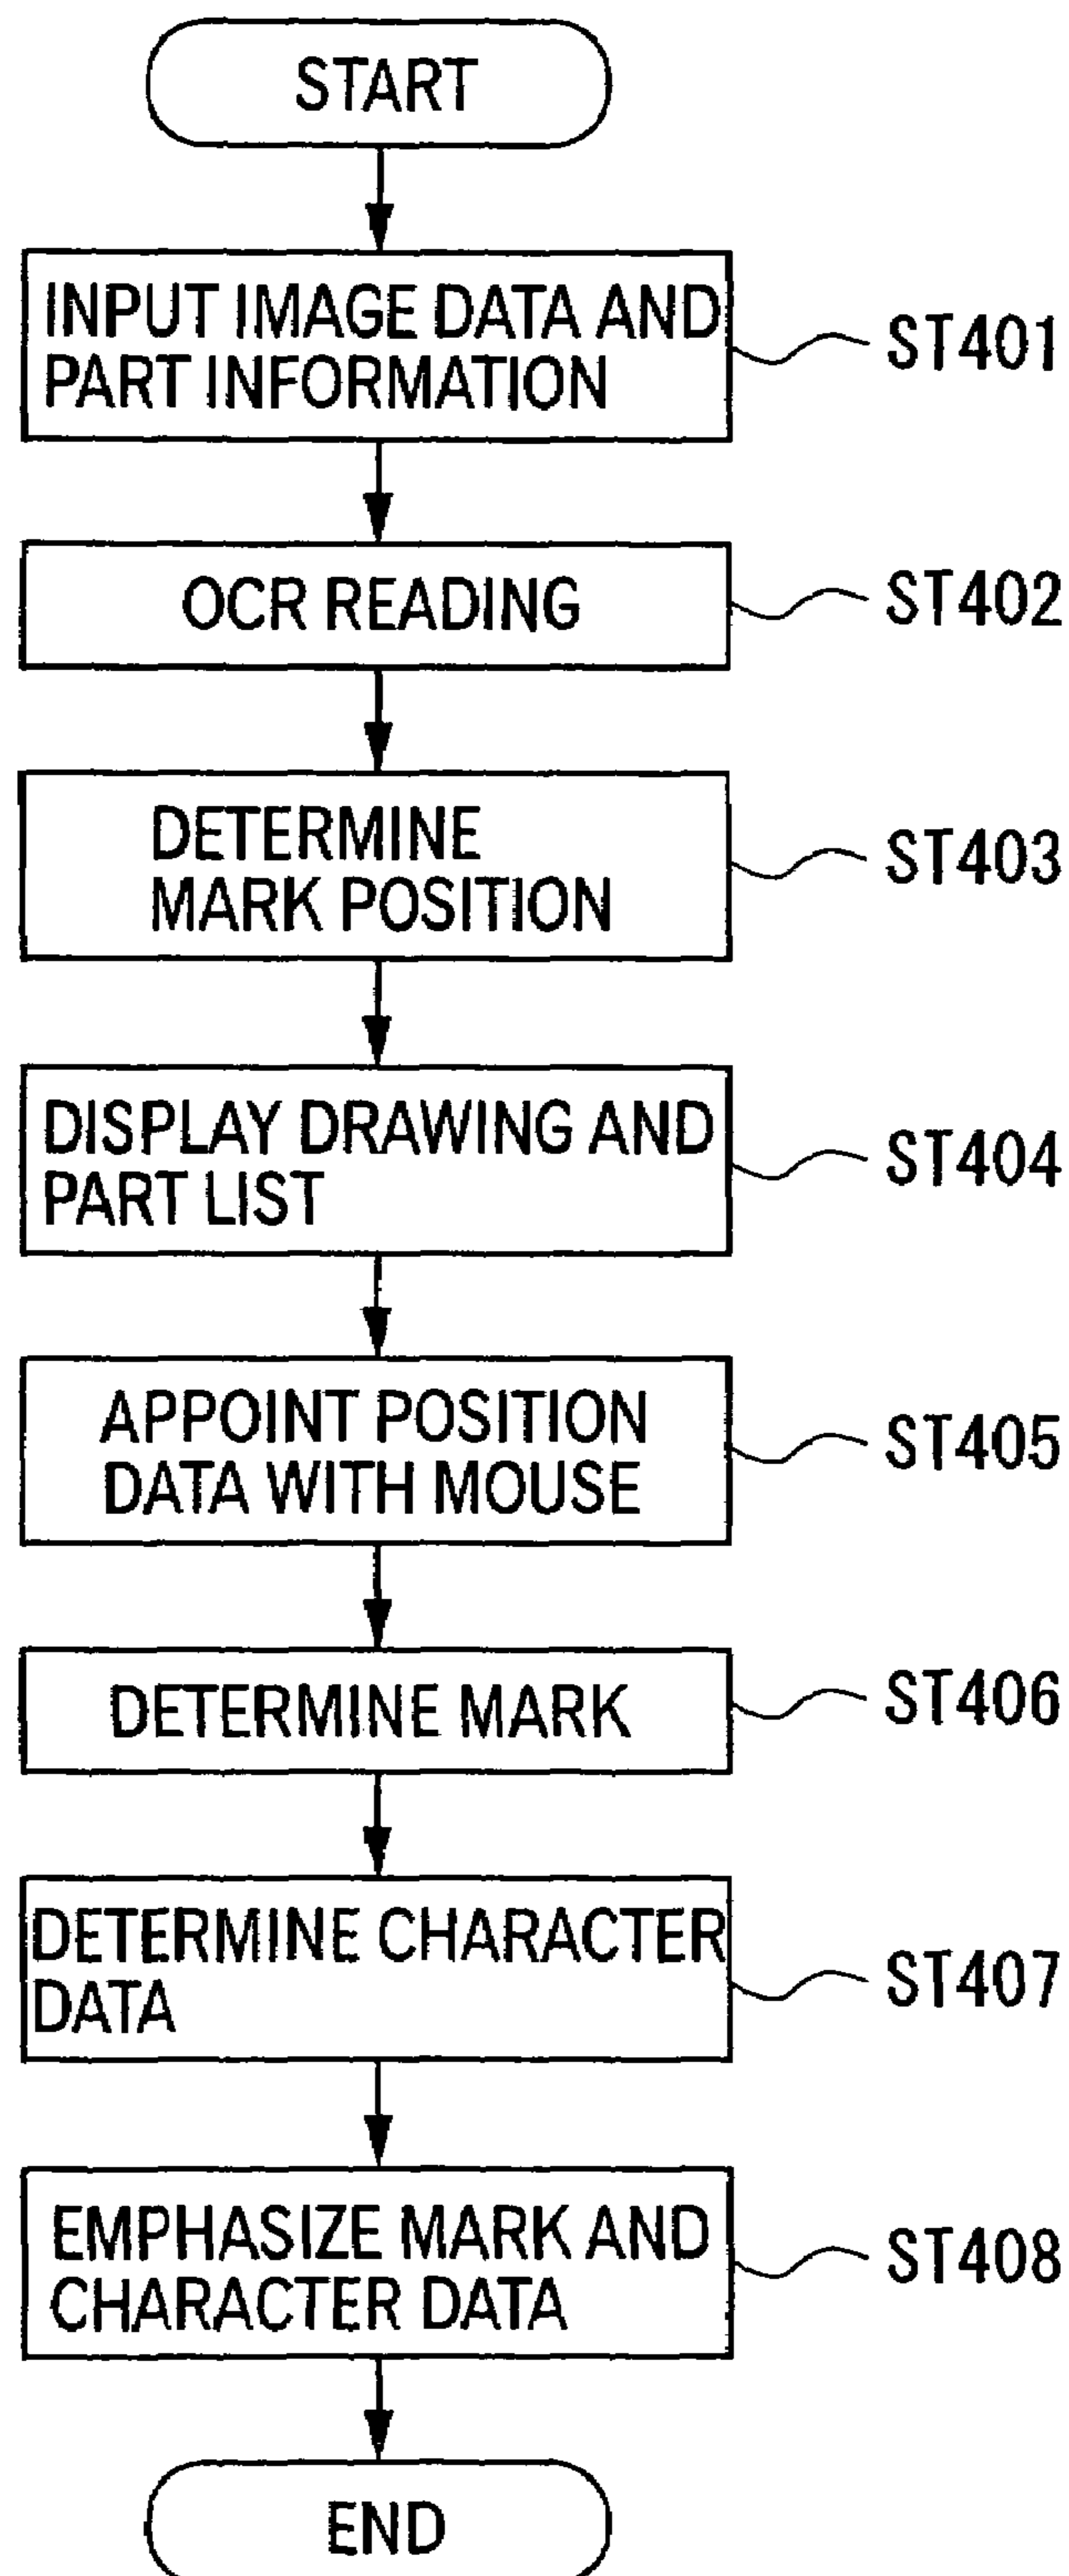 START
INPUT IMAGE DATA AND
PART INFORMATION
ST401
OCR READING
ST402
DETERMINE
MARK POSITION
ST403
DISPLAY DRAWING AND
PART LIST
ST404
APPOINT POSITION
DATA WITH MOUSE
ST405
DETERMINE MARK
ST406
DETERMINE CHARACTER
DATA
ST407
EMPHASIZE MARK AND
CHARACTER DATA
ST408
END